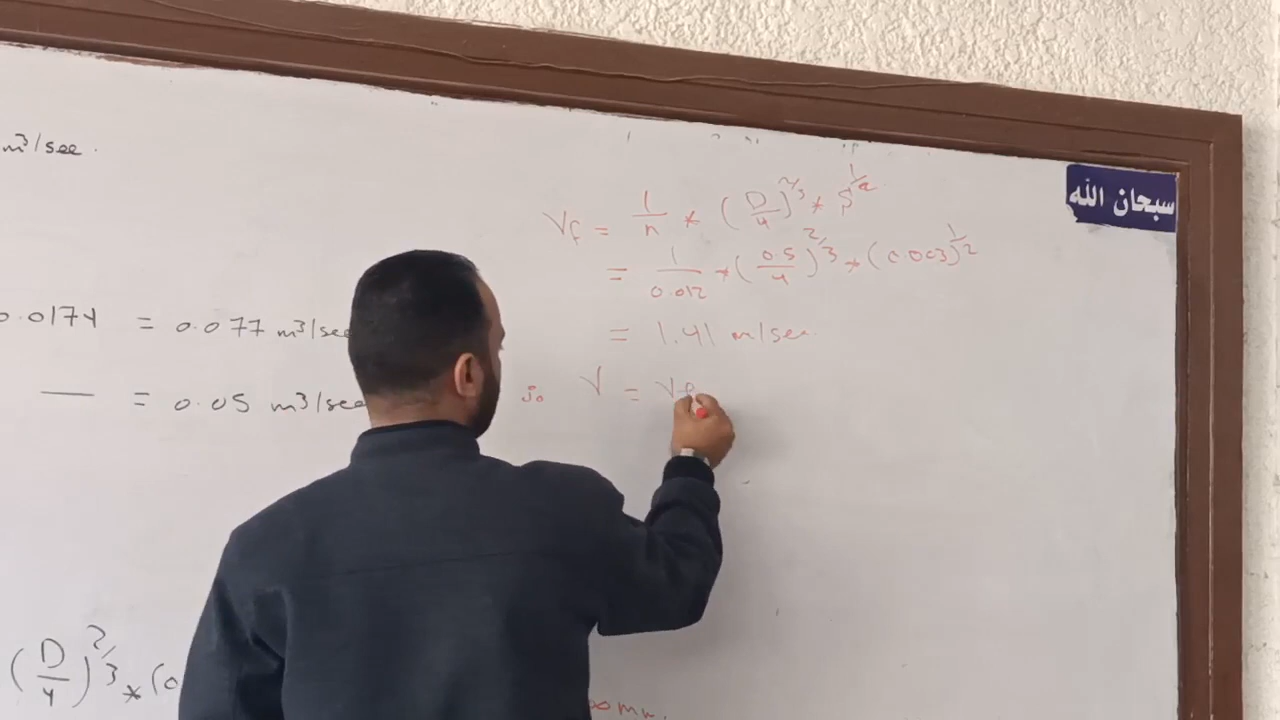 m³/sec.
0.0174 = 0.077 m³/sec
— = 0.05 m³/sec
(D/4)^2/3 * (0
Vf = 1/n * (D/4)^2/3 * S^1/2
= 1/0.012 * (0.5/4)^2/3 * (0.003)^1/2
= 1.41 m/sec.
V = Vf
سبحان الله